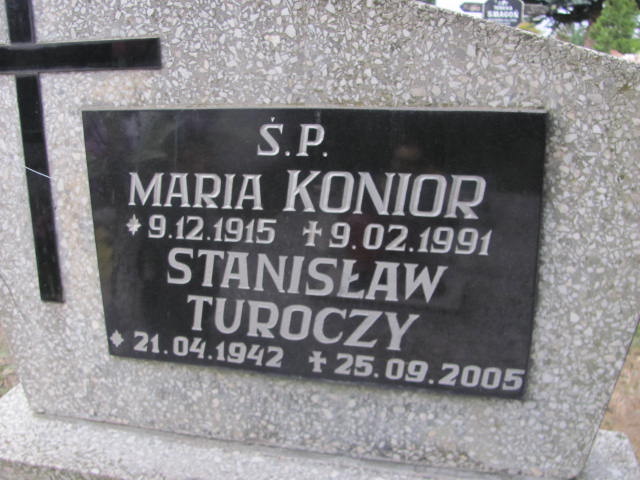 Ś.P.
MARIA KONIOR
* 9.12.1915 ✝ 9.02.1991
STANISŁAW
TUROCZY
* 21.04.1942 ✝ 25.09.2005